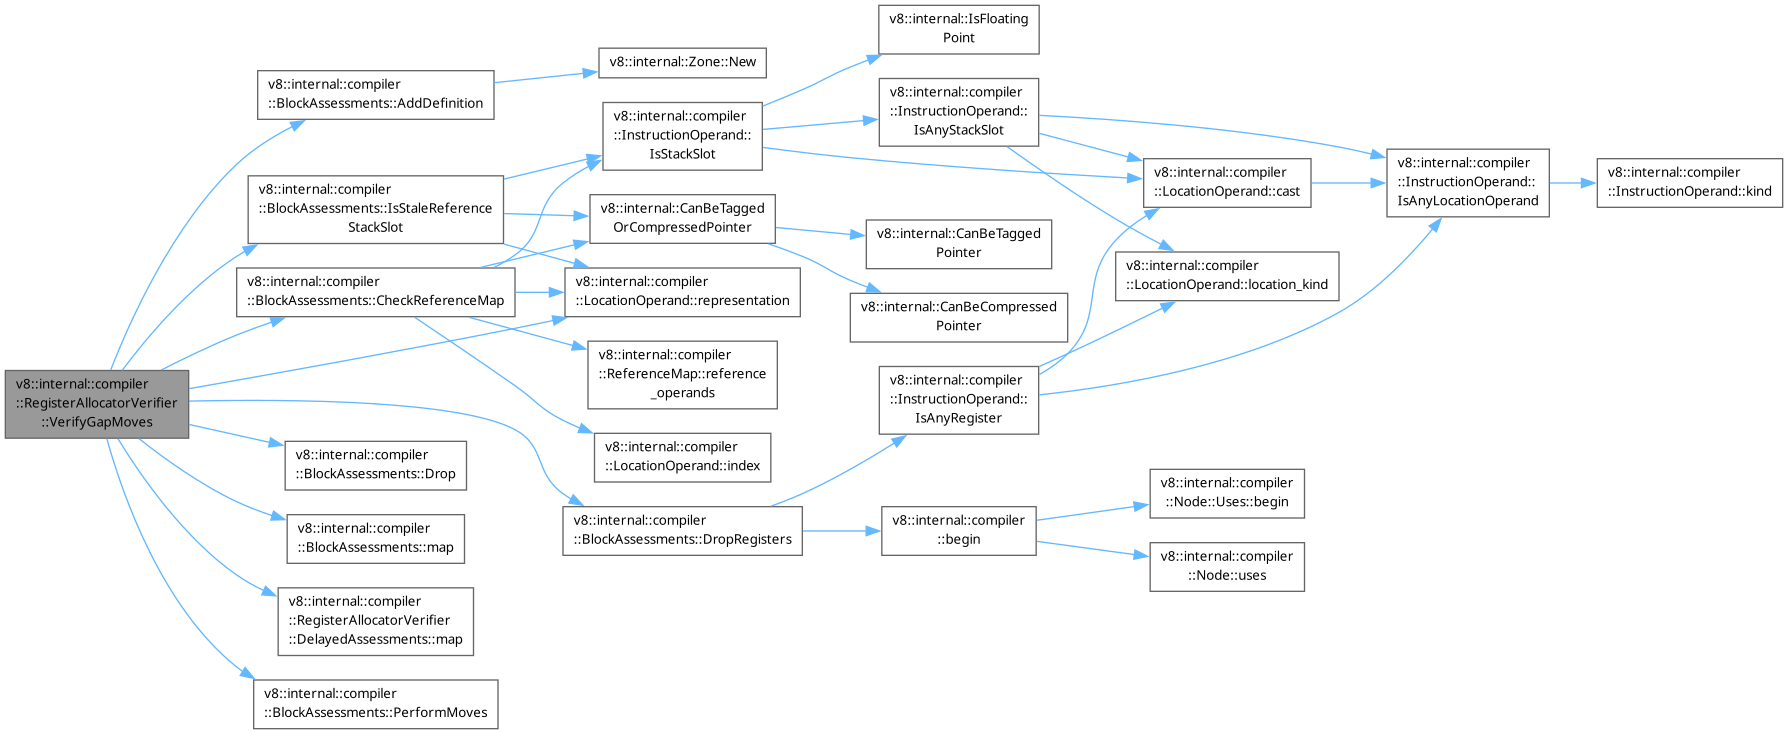 v8::internal::compiler
::RegisterAllocatorVerifier
::VerifyGapMoves
v8::internal::compiler
::BlockAssessments::AddDefinition
v8::internal::Zone::New
v8::internal::compiler
::BlockAssessments::IsStaleReference
StackSlot
v8::internal::compiler
::InstructionOperand::
IsStackSlot
v8::internal::IsFloating
Point
v8::internal::compiler
::InstructionOperand::
IsAnyStackSlot
v8::internal::compiler
::LocationOperand::cast
v8::internal::compiler
::InstructionOperand::
IsAnyLocationOperand
v8::internal::compiler
::InstructionOperand::kind
v8::internal::compiler
::LocationOperand::location_kind
v8::internal::CanBeTagged
OrCompressedPointer
v8::internal::CanBeTagged
Pointer
v8::internal::CanBeCompressed
Pointer
v8::internal::compiler
::LocationOperand::representation
v8::internal::compiler
::BlockAssessments::CheckReferenceMap
v8::internal::compiler
::ReferenceMap::reference
_operands
v8::internal::compiler
::LocationOperand::index
v8::internal::compiler
::BlockAssessments::Drop
v8::internal::compiler
::BlockAssessments::DropRegisters
v8::internal::compiler
::InstructionOperand::
IsAnyRegister
v8::internal::compiler
::begin
v8::internal::compiler
::Node::Uses::begin
v8::internal::compiler
::Node::uses
v8::internal::compiler
::BlockAssessments::map
v8::internal::compiler
::RegisterAllocatorVerifier
::DelayedAssessments::map
v8::internal::compiler
::BlockAssessments::PerformMoves